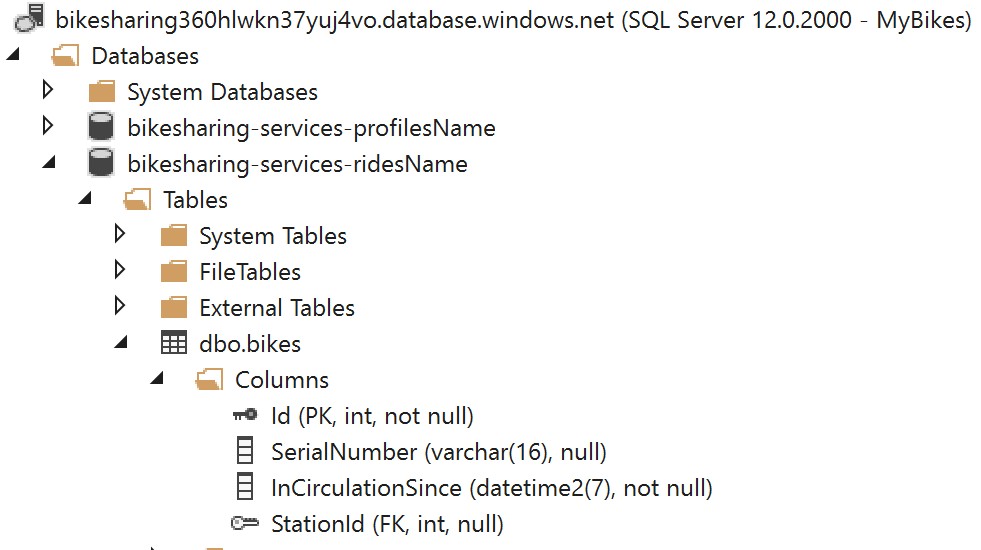 bikesharing360hlwkn37yuj4vo.database.windows.net (SQL Server 12.0.2000 - MyBikes)
Databases
System Databases
bikesharing-services-profilesName
bikesharing-services-ridesName
Tables
System Tables
FileTables
External Tables
dbo.bikes
Columns
Id (PK, int, not null)
SerialNumber (varchar(16), null)
InCirculationSince (datetime2(7), not null)
StationId (FK, int, null)